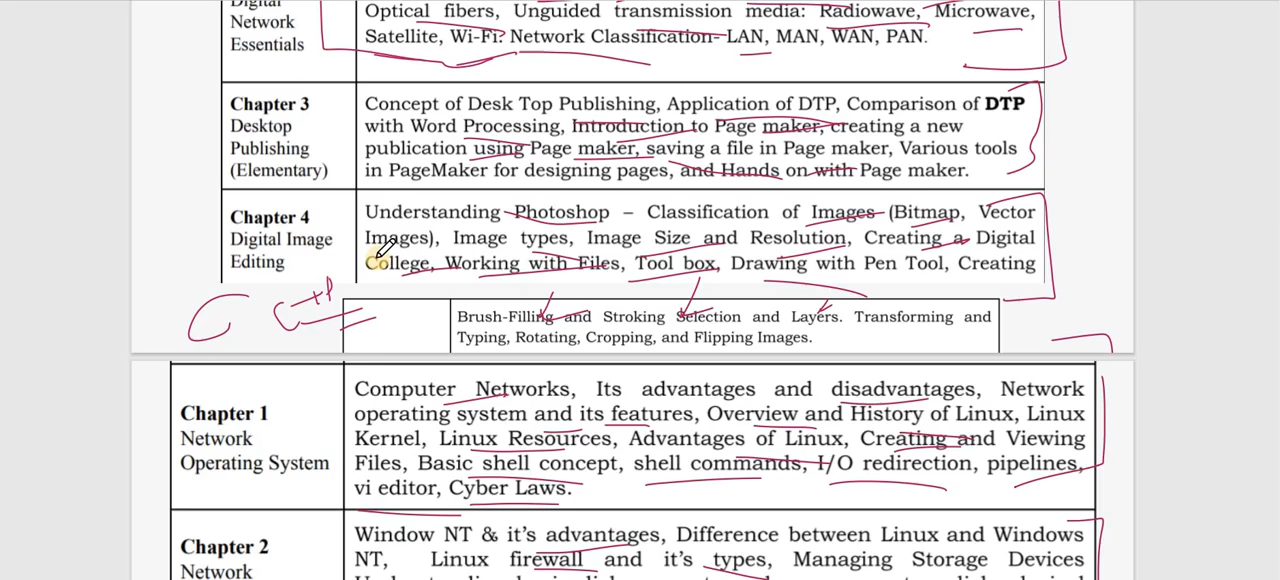 Digital
Network
Essentials
Optical fibers, Unguided transmission media: Radiowave, Microwave,
Satellite, Wi-Fi: Network Classification- LAN, MAN, WAN, PAN.
Chapter 3
Desktop
Publishing
(Elementary)
Concept of Desk Top Publishing, Application of DTP, Comparison of DTP
with Word Processing, Introduction to Page maker, creating a new
publication using Page maker, saving a file in Page maker, Various tools
in PageMaker for designing pages, and Hands on with Page maker.
Chapter 4
Digital Image
Editing
Understanding Photoshop – Classification of Images (Bitmap, Vector
Images), Image types, Image Size and Resolution, Creating a Digital
College, Working with Files, Tool box, Drawing with Pen Tool, Creating
Brush-Filling and Stroking Selection and Layers. Transforming and
Typing, Rotating, Cropping, and Flipping Images.
Chapter 1
Network
Operating System
Computer Networks, Its advantages and disadvantages, Network
operating system and its features, Overview and History of Linux, Linux
Kernel, Linux Resources, Advantages of Linux, Creating and Viewing
Files, Basic shell concept, shell commands, I/O redirection, pipelines,
vi editor, Cyber Laws.
Chapter 2
Network
Window NT & it's advantages, Difference between Linux and Windows
NT, Linux firewall and it's types, Managing Storage Devices